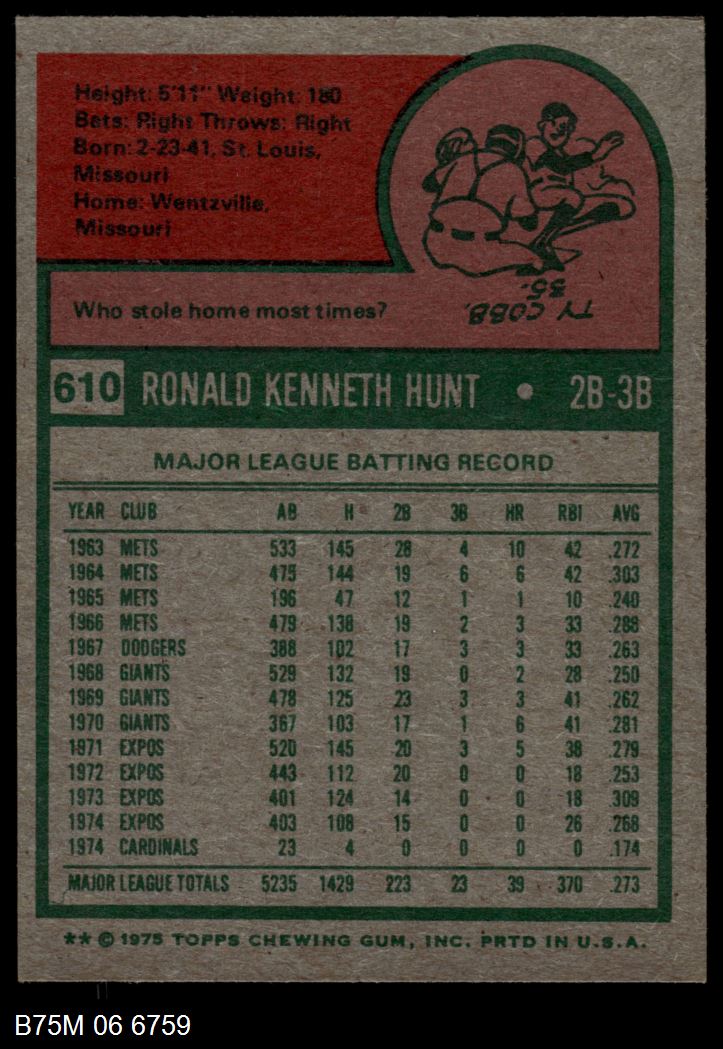 Height: 5'11" Weight: 180
Bats: Right Throws: Right
Born: 2-23-41, St. Louis,
Missouri
Home: Wentzville,
Missouri
Who stole home most times?
TY COBB,
35.
610 RONALD KENNETH HUNT • 2B-3B
MAJOR LEAGUE BATTING RECORD
YEAR CLUB AB H 2B 3B HR RBI AVG
1963 METS 533 145 28 4 10 42 .272
1964 METS 475 144 19 6 6 42 .303
1965 METS 196 47 12 1 1 10 .240
1966 METS 479 138 19 2 3 33 .288
1967 DODGERS 388 102 17 3 3 33 .263
1968 GIANTS 529 132 19 0 2 28 .250
1969 GIANTS 478 125 23 3 3 41 .262
1970 GIANTS 367 103 17 1 6 41 .281
1971 EXPOS 520 145 20 3 5 38 .279
1972 EXPOS 443 112 20 0 0 18 .253
1973 EXPOS 401 124 14 0 0 18 .309
1974 EXPOS 403 108 15 0 0 26 .268
1974 CARDINALS 23 4 0 0 0 0 .174
MAJOR LEAGUE TOTALS 5235 1429 223 23 39 370 .273
** © 1975 TOPPS CHEWING GUM, INC. PRTD IN U.S.A.
B75M 06 6759